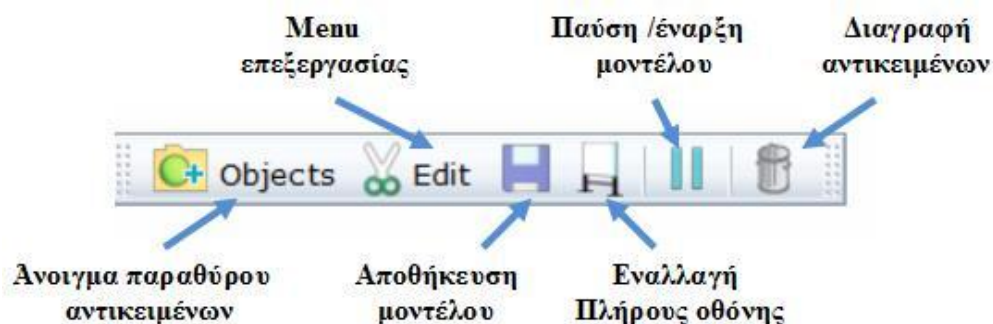 Menu
επεξεργασίας
Παύση /έναρξη
μοντέλου
Διαγραφή
αντικειμένων
Objects
Edit
Άνοιγμα παραθύρου
αντικειμένων
Αποθήκευση
μοντέλου
Εναλλαγή
Πλήρους οθόνης